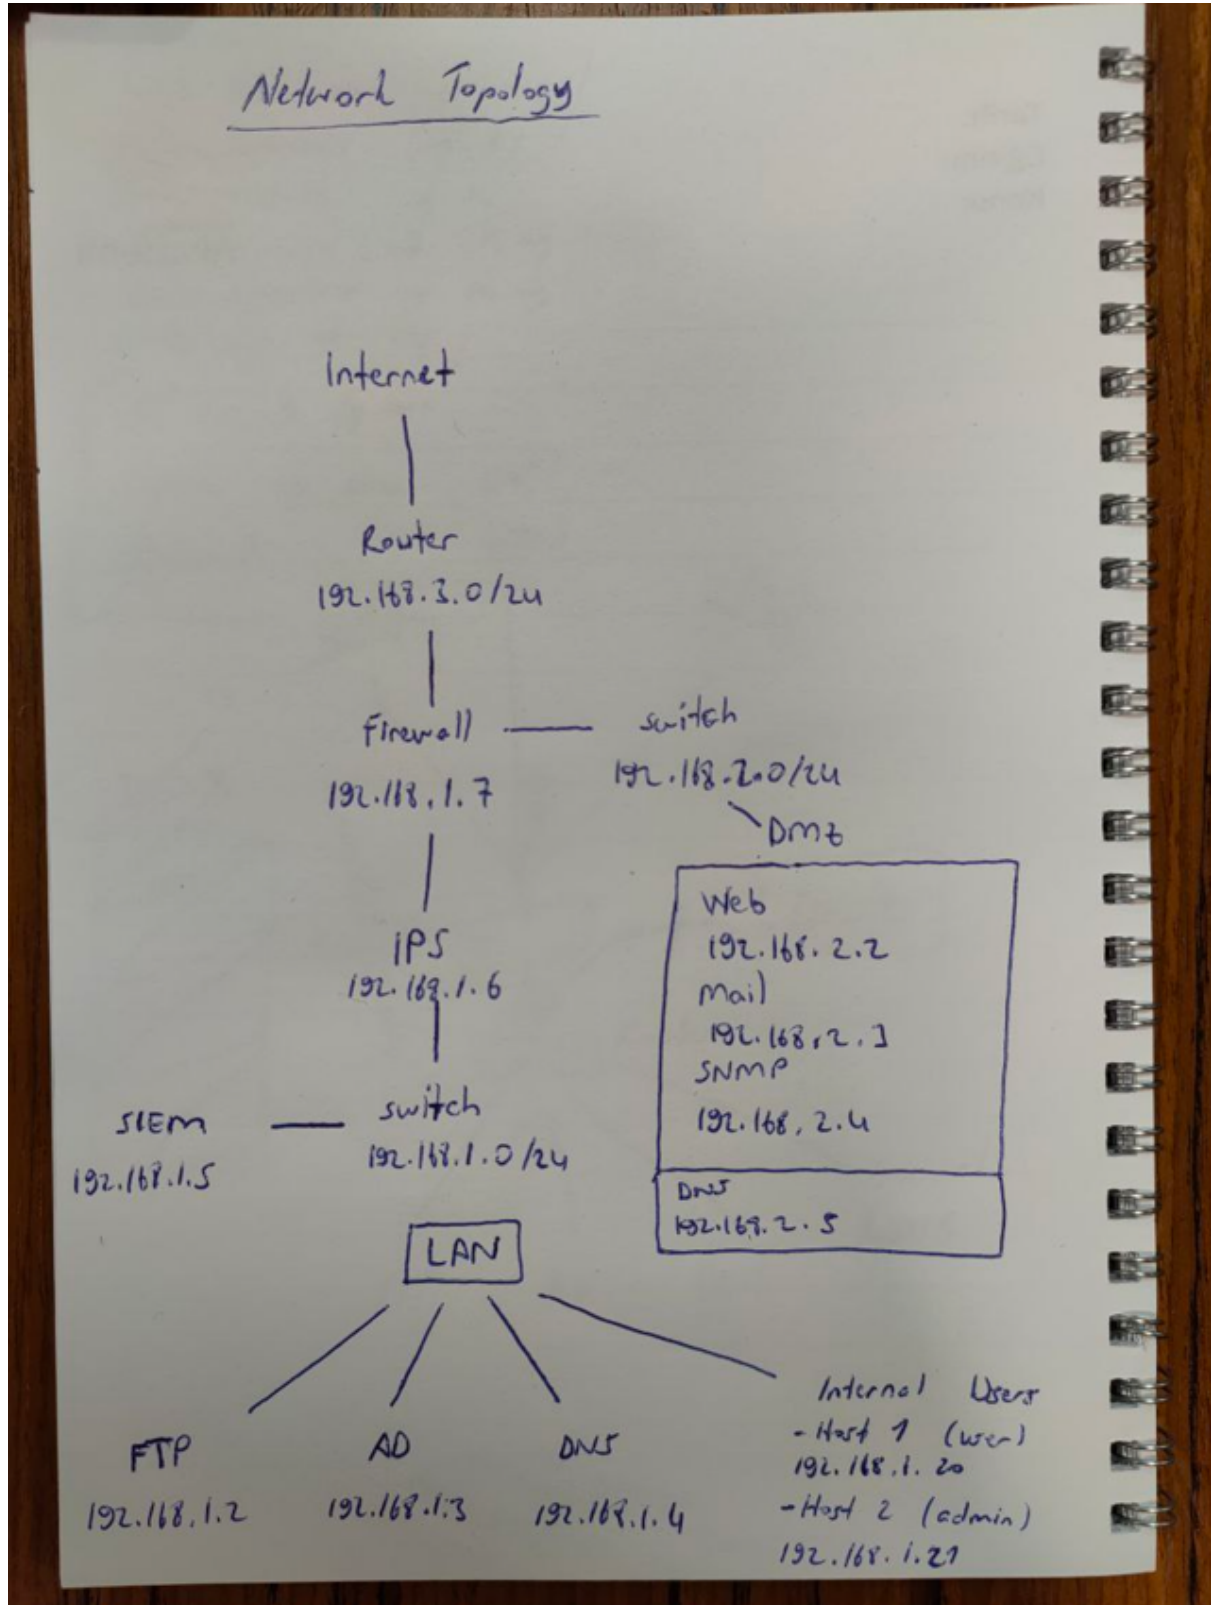 Network Topology
Internet
Router
192.168.3.0/24
Firewall
192.168.1.7
switch
192.168.2.0/24
DMZ
Web
192.168.2.2
Mail
192.168.2.3
SNMP
192.168.2.4
DNS
192.168.2.5
IPS
192.168.1.6
SIEM
192.168.1.5
switch
192.168.1.0/24
LAN
FTP
192.168.1.2
AD
192.168.1.3
DNS
192.168.1.4
Internal Users
- Host 1 (user)
192.168.1.20
- Host 2 (admin)
192.168.1.21